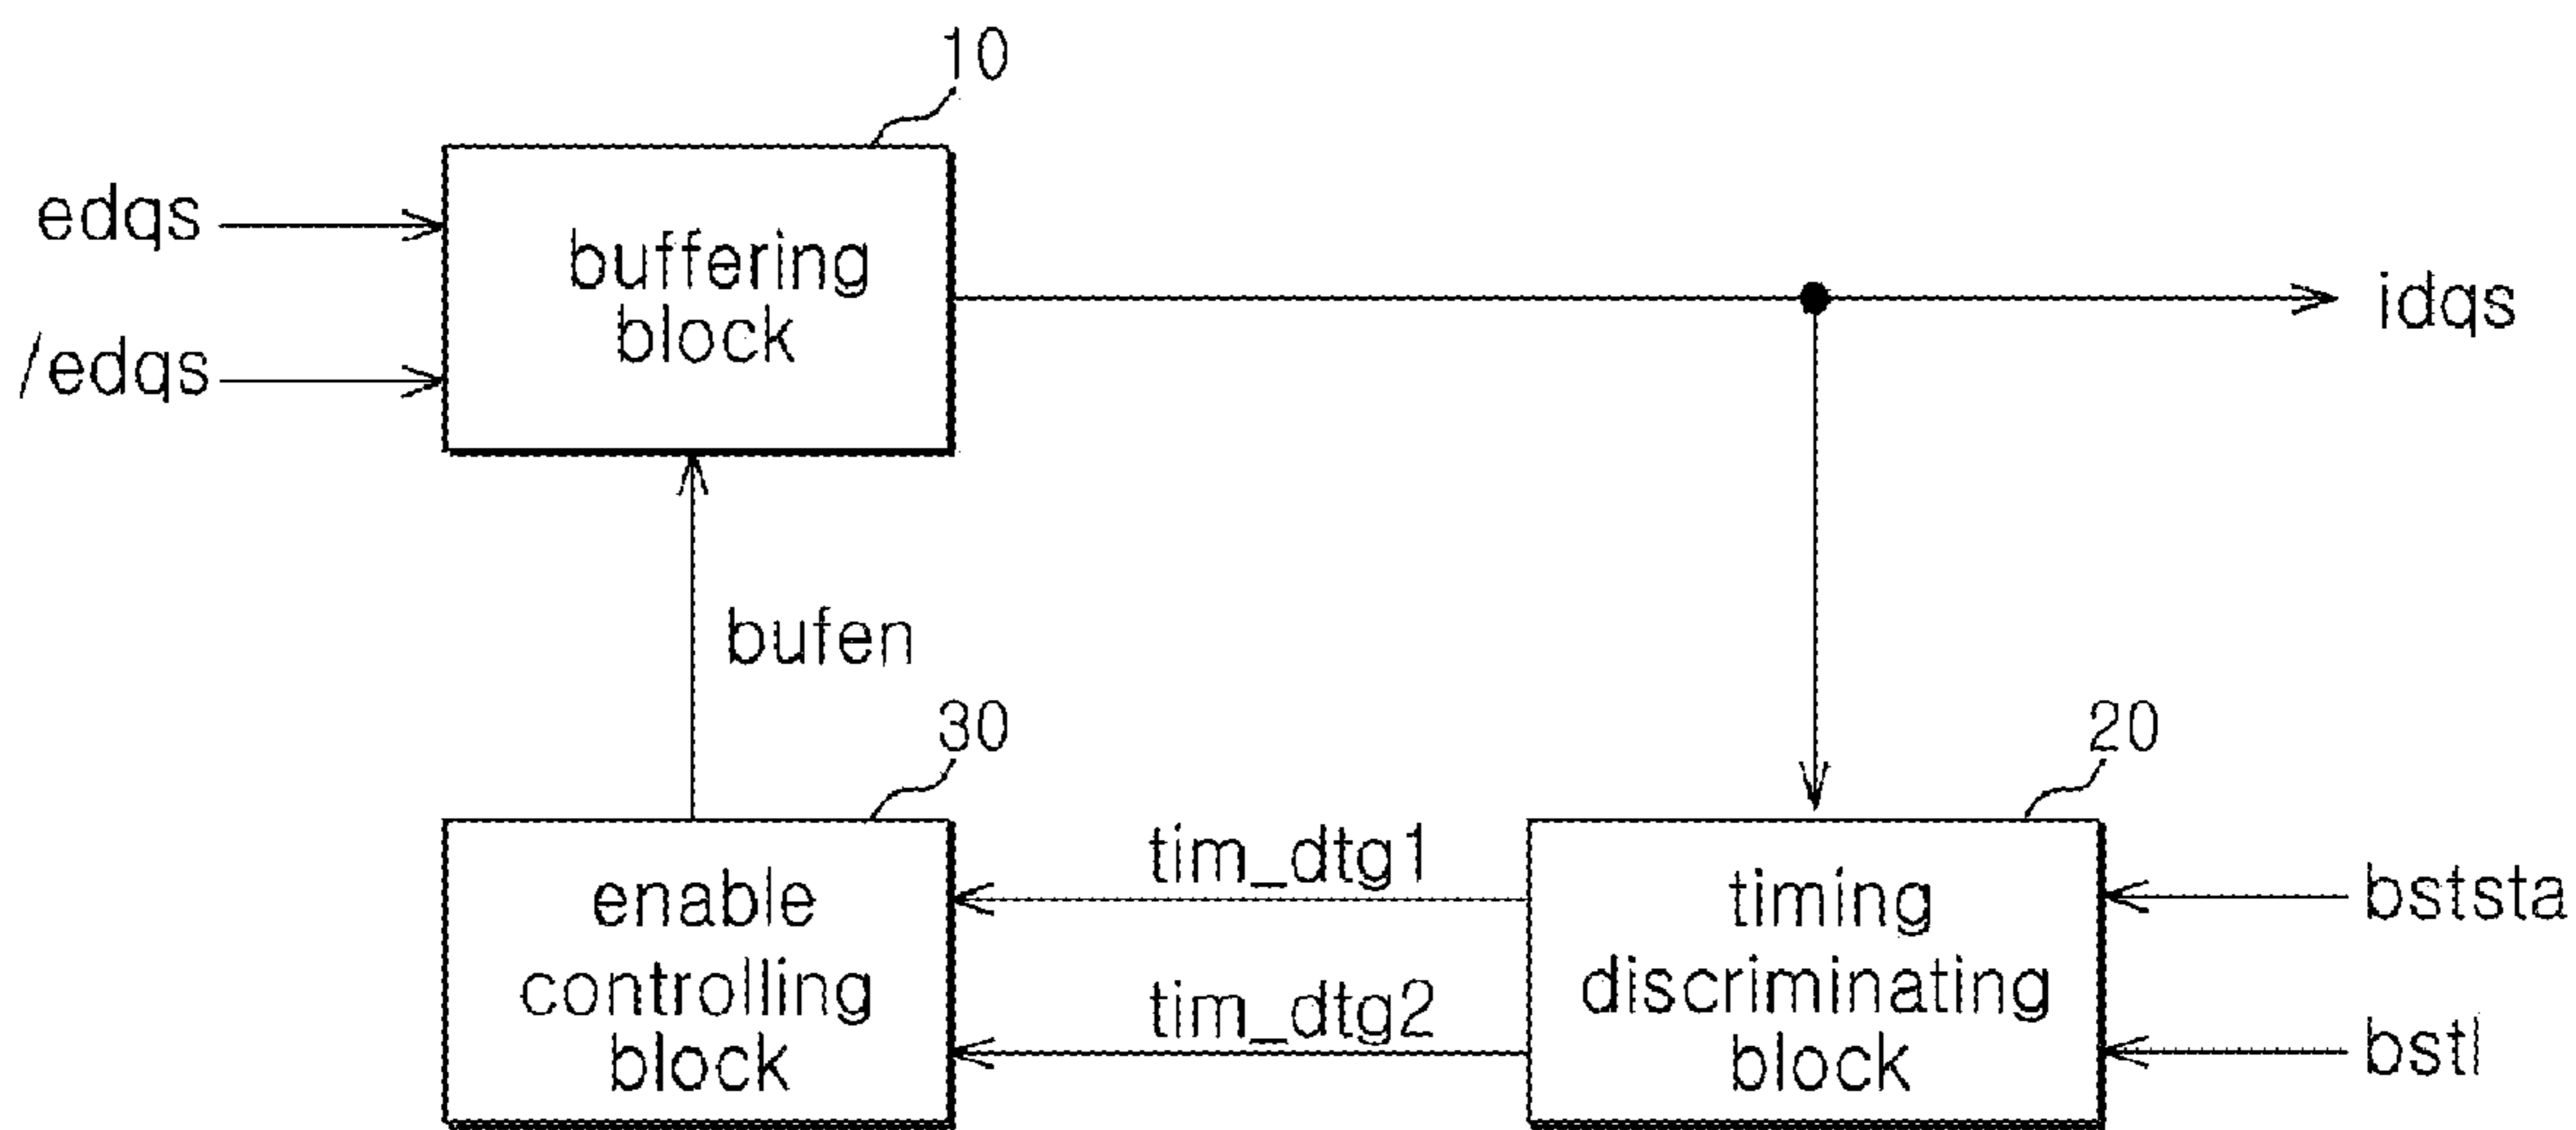 10
edqs
/edqs
buffering
block
idqs
bufen
30
20
enable
controlling
block
tim_dtg1
tim_dtg2
timing
discriminating
block
bststa
bstl